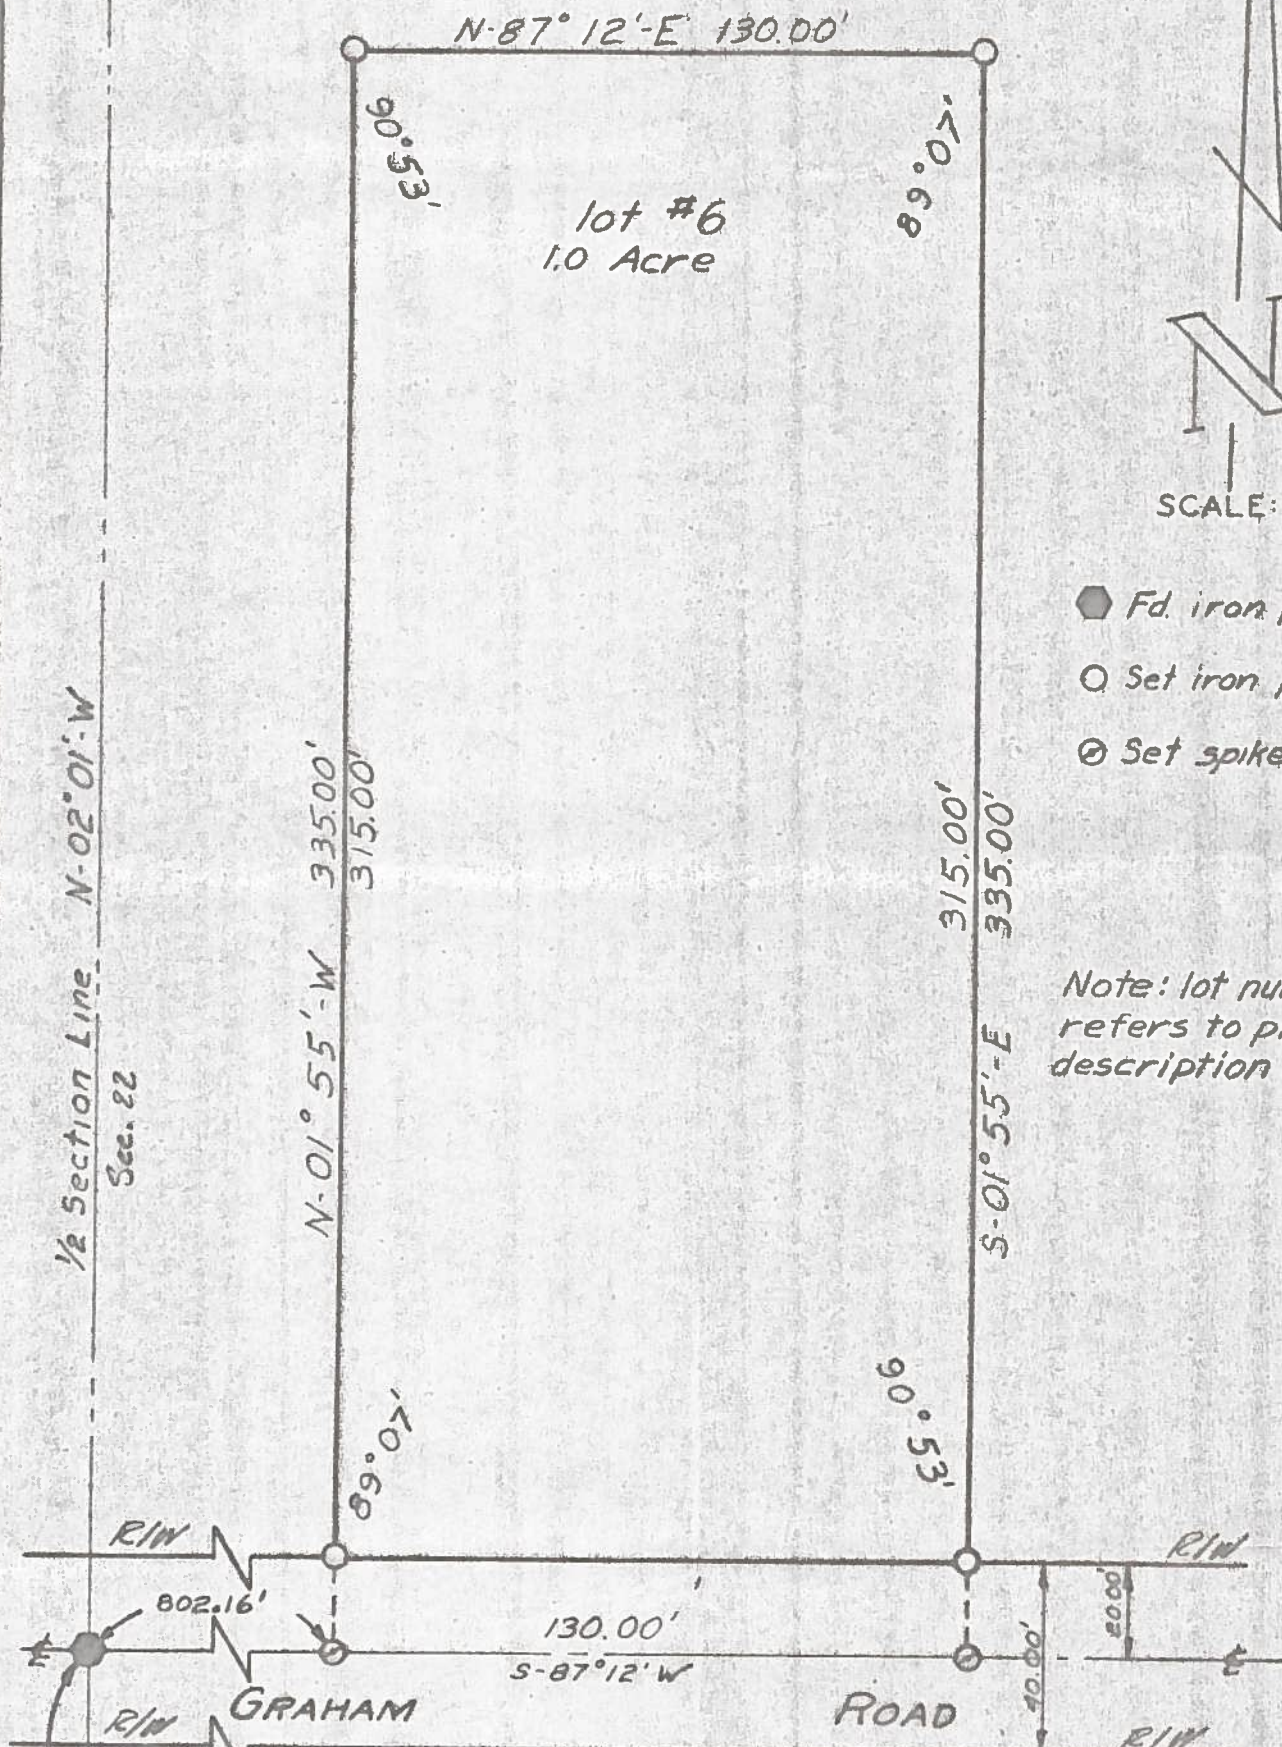 N-87° 12'-E 130.00'
90° 53'
89° 07'
lot #6
1.0 Acre
SCALE:
Fd. iron
Set iron
Set spike
N
335.00'
315.00'
315.00'
335.00'
N-01° 55'-W
S-01° 55'-E
1/2 Section Line N-02° 01'-W
Sec. 22
Note: lot
refers to
description
89° 07'
90° 53'
R/W
R/W
802.16'
130.00'
S-87° 12' W
20.00'
40.00'
℄
℄
GRAHAM ROAD
R/W
R/W